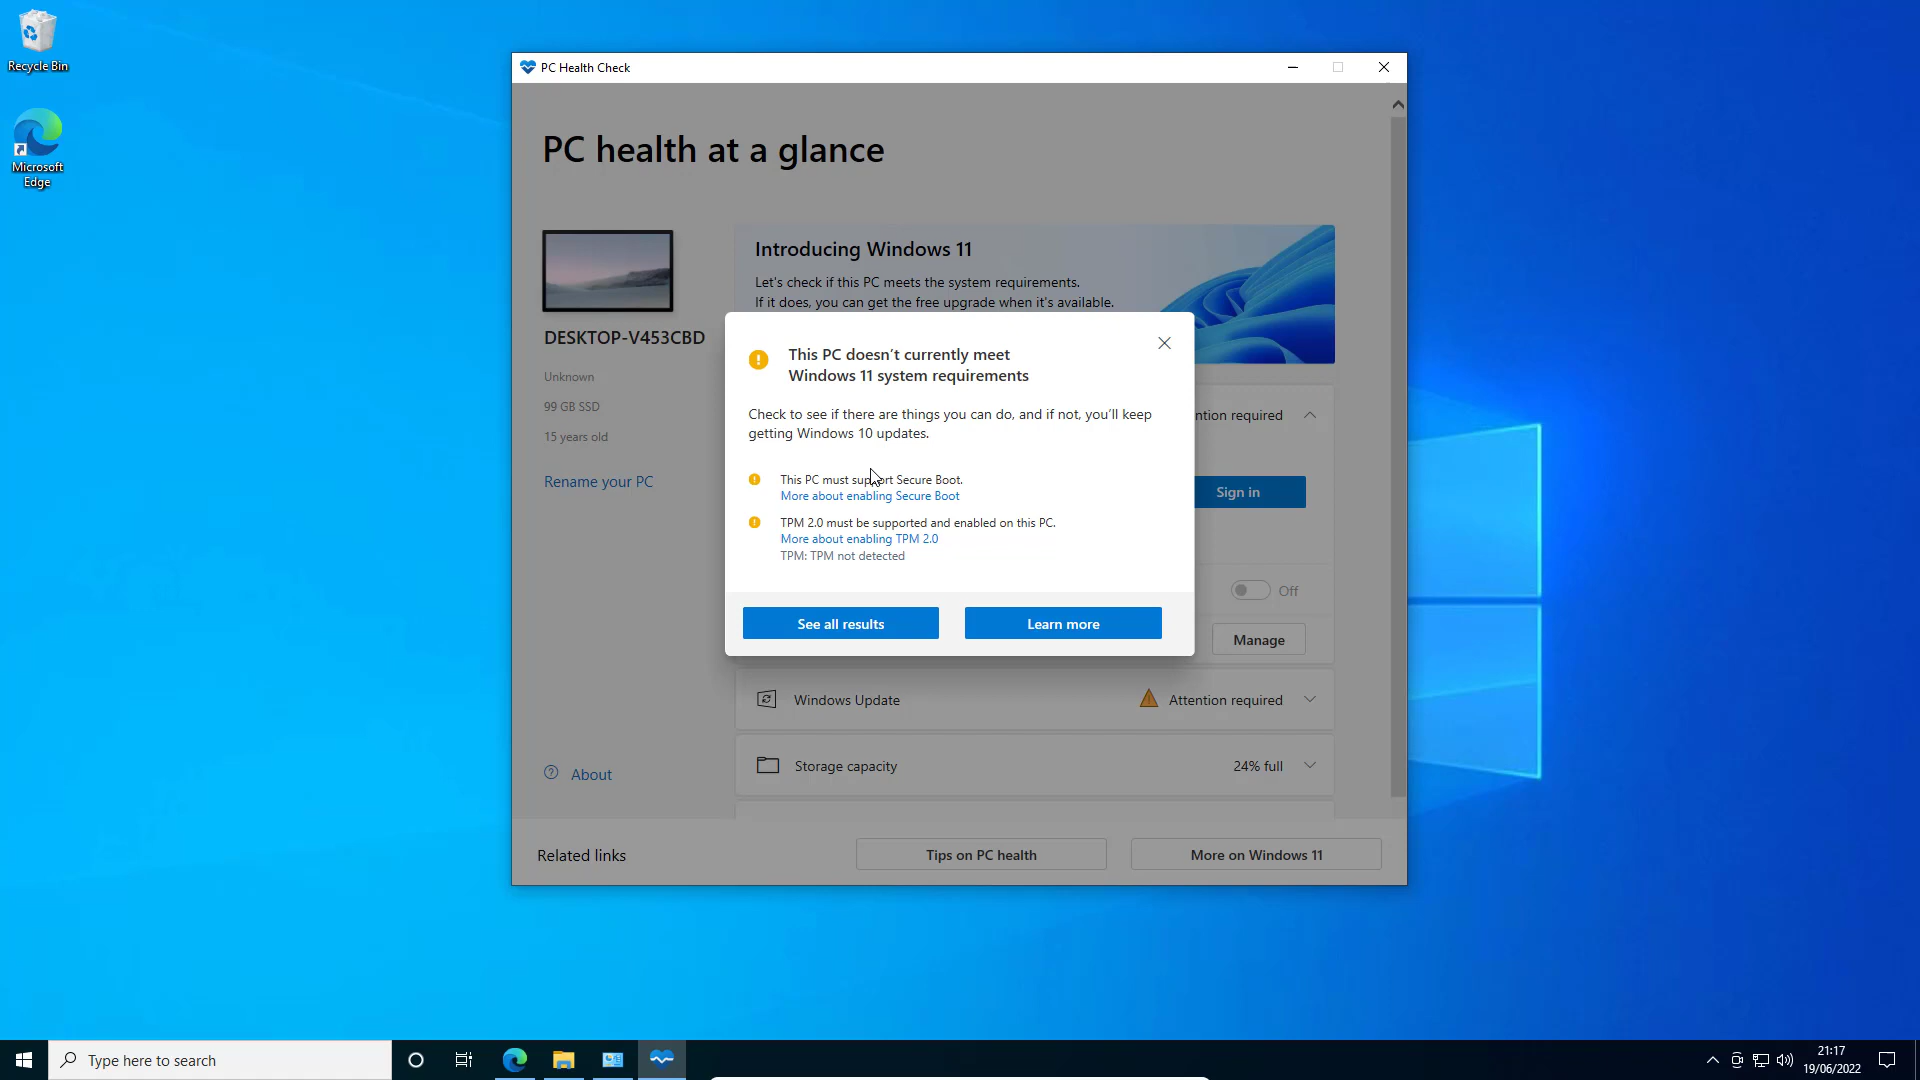 Recycle Bin
Microsoft
Edge
PC Health Check
PC health at a glance
DESKTOP-V453CBD
Unknown
99 GB SSD
15 years old
Rename your PC
About
Introducing Windows 11
Let's check if this PC meets the system requirements.
If it does, you can get the free upgrade when it's available.
This PC doesn't currently meet
Windows 11 system requirements
Check to see if there are things you can do, and if not, you'll keep
getting Windows 10 updates.
This PC must support Secure Boot.
More about enabling Secure Boot
TPM 2.0 must be supported and enabled on this PC.
More about enabling TPM 2.0
TPM: TPM not detected
See all results
Learn more
ntion required
Sign in
Off
Manage
Windows Update
Attention required
Storage capacity
24% full
Related links
Tips on PC health
More on Windows 11
Type here to search
21:17
19/06/2022